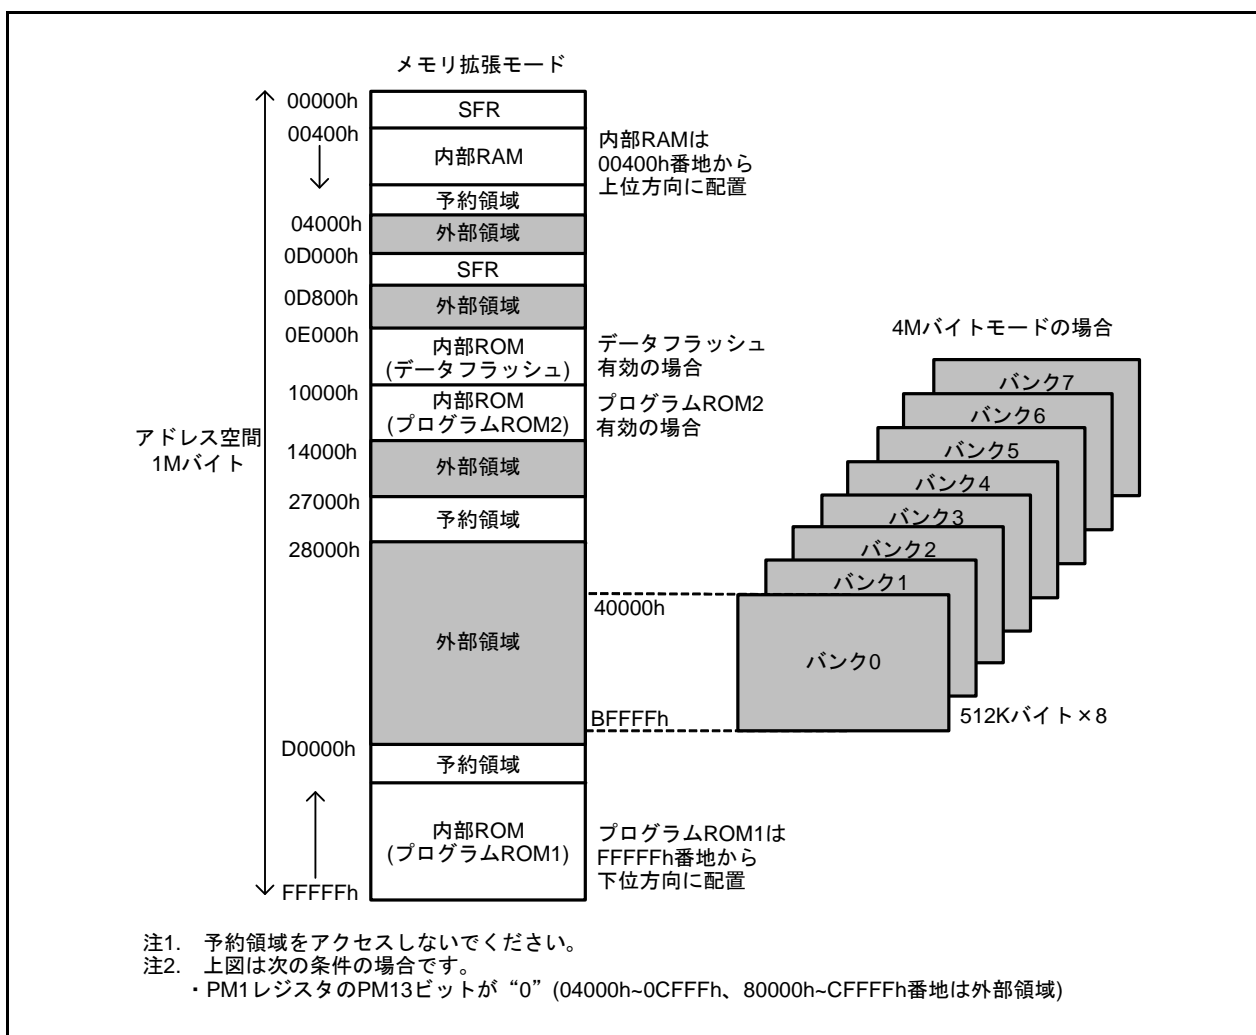 メモリ拡張モード
00000h
SFR
00400h
内部RAM
内部RAMは
00400h番地から
上位方向に配置
予約領域
04000h
外部領域
0D000h
SFR
0D800h
外部領域
0E000h
内部ROM
(データフラッシュ)
データフラッシュ
有効の場合
10000h
内部ROM
(プログラムROM2)
プログラムROM2
有効の場合
アドレス空間
1Mバイト
14000h
外部領域
27000h
予約領域
28000h
外部領域
40000h
BFFFFh
D0000h
予約領域
内部ROM
(プログラムROM1)
プログラムROM1は
FFFFFh番地から
下位方向に配置
FFFFFh
4Mバイトモードの場合
バンク7
バンク6
バンク5
バンク4
バンク3
バンク2
バンク1
バンク0
512Kバイト×8
注1. 予約領域をアクセスしないでください。
注2. 上図は次の条件の場合です。
・PM1レジスタのPM13ビットが“0”(04000h~0CFFFh、80000h~CFFFFh番地は外部領域)